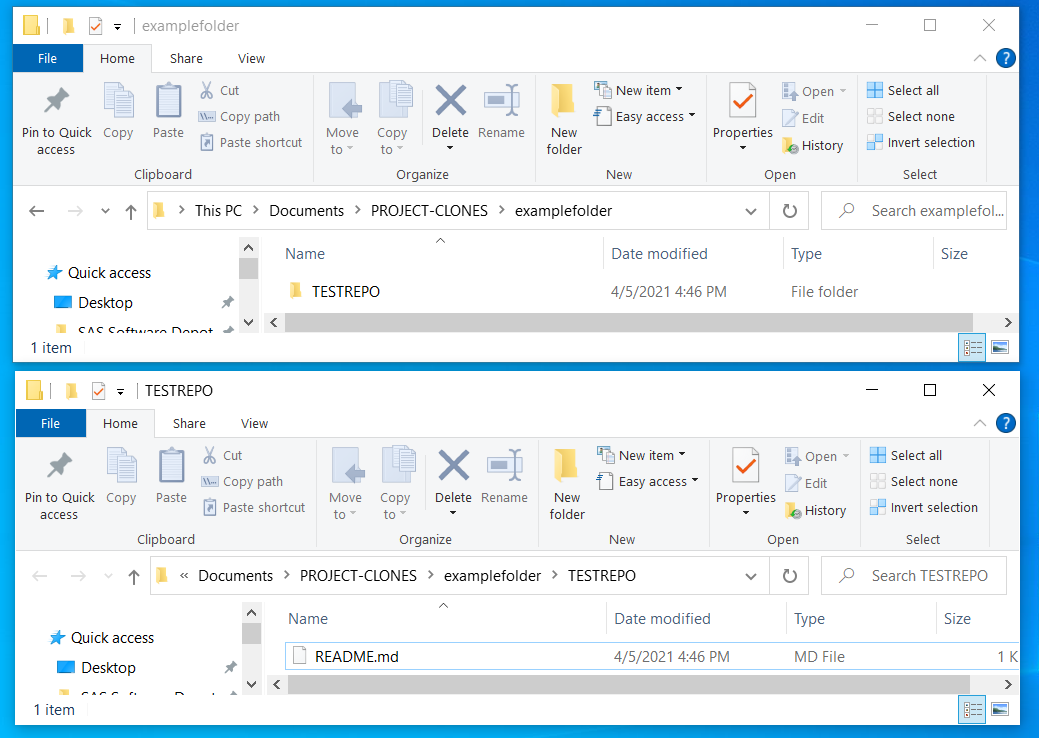 examplefolder
File Home Share View
Pin to Quick access
Copy
Paste
Cut
Copy path
Paste shortcut
Clipboard
Move to
Copy to
Delete
Rename
Organize
New folder
New item
Easy access
New
Properties
Open
Edit
History
Open
Select all
Select none
Invert selection
Select
This PC > Documents > PROJECT-CLONES > examplefolder
Search examplefol...
Quick access
Desktop
SAS Software Depot
Name Date modified Type Size
TESTREPO 4/5/2021 4:46 PM File folder
1 item
TESTREPO
File Home Share View
Pin to Quick access
Copy
Paste
Cut
Copy path
Paste shortcut
Clipboard
Move to
Copy to
Delete
Rename
Organize
New folder
New item
Easy access
New
Properties
Open
Edit
History
Open
Select all
Select none
Invert selection
Select
« Documents > PROJECT-CLONES > examplefolder > TESTREPO
Search TESTREPO
Quick access
Desktop
Name Date modified Type Size
README.md 4/5/2021 4:46 PM MD File 1 K
1 item